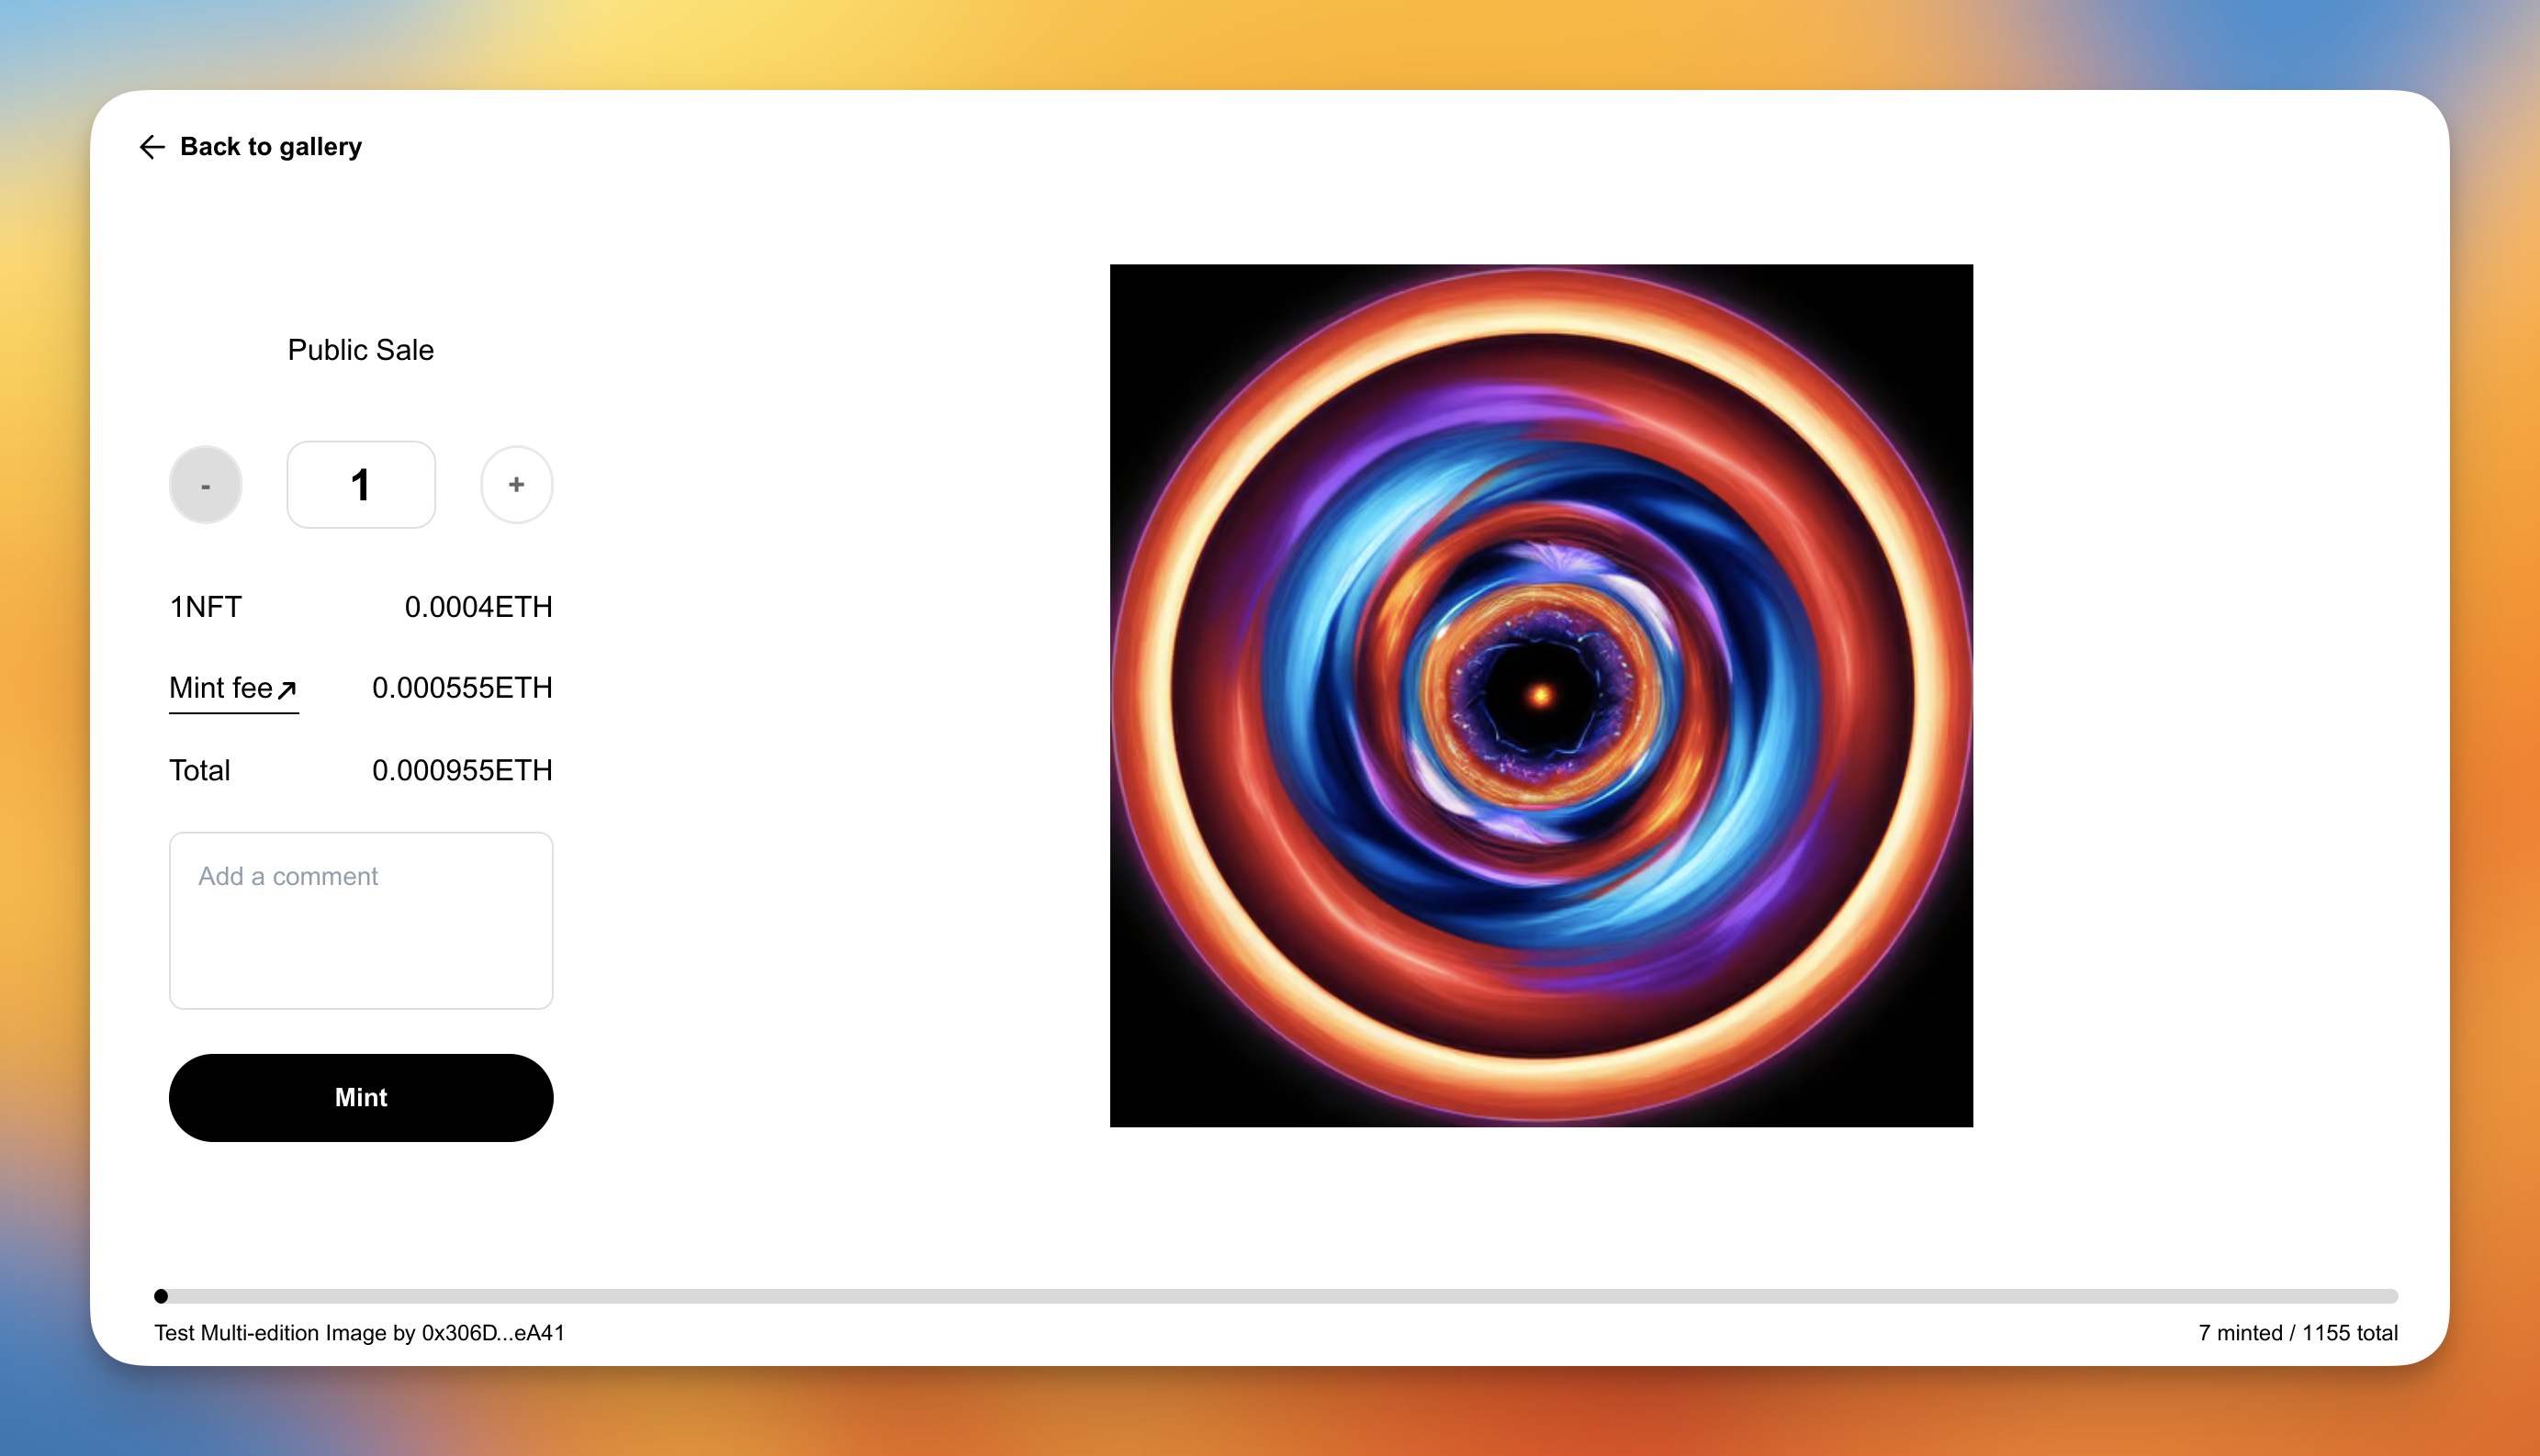 Back to gallery
Public Sale
- 1 +
1NFT 0.0004ETH
Mint fee↗ 0.000555ETH
Total 0.000955ETH
Add a comment
Mint
Test Multi-edition Image by 0x306D...eA41 7 minted / 1155 total